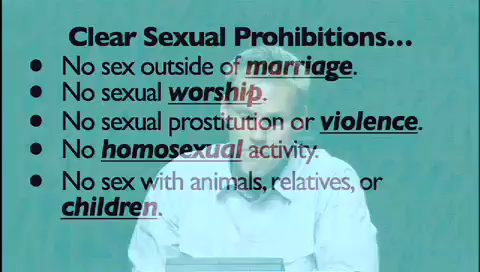 Clear Sexual Prohibitions...
● No sex outside of marriage.
● No sexual worship.
● No sexual prostitution or violence.
● No homosexual activity.
● No sex with animals, relatives, or
children.